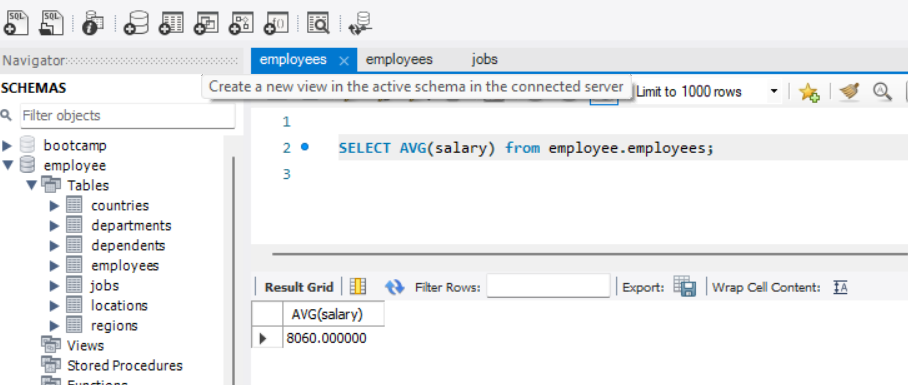 SQL SQL
Navigator
employees employees jobs
SCHEMAS
Create a new view in the active schema in the connected server
Limit to 1000 rows
Filter objects
bootcamp
employee
Tables
countries
departments
dependents
employees
jobs
locations
regions
Views
Stored Procedures
Functions
1
2 SELECT AVG(salary) from employee.employees;
3
Result Grid Filter Rows: Export: Wrap Cell Content: IA
AVG(salary)
8060.000000